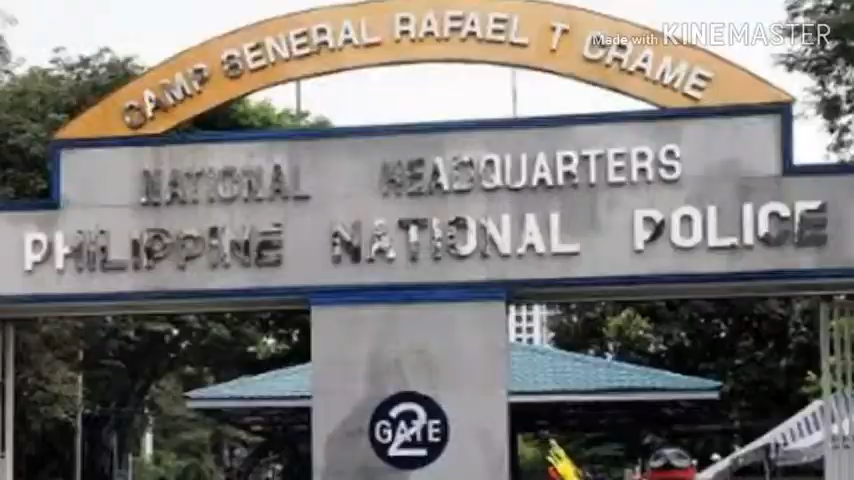 Made with KINEMASTER
CAMP GENERAL RAFAEL T CRAME
NATIONAL HEADQUARTERS
PHILIPPINE NATIONAL POLICE
GATE 2